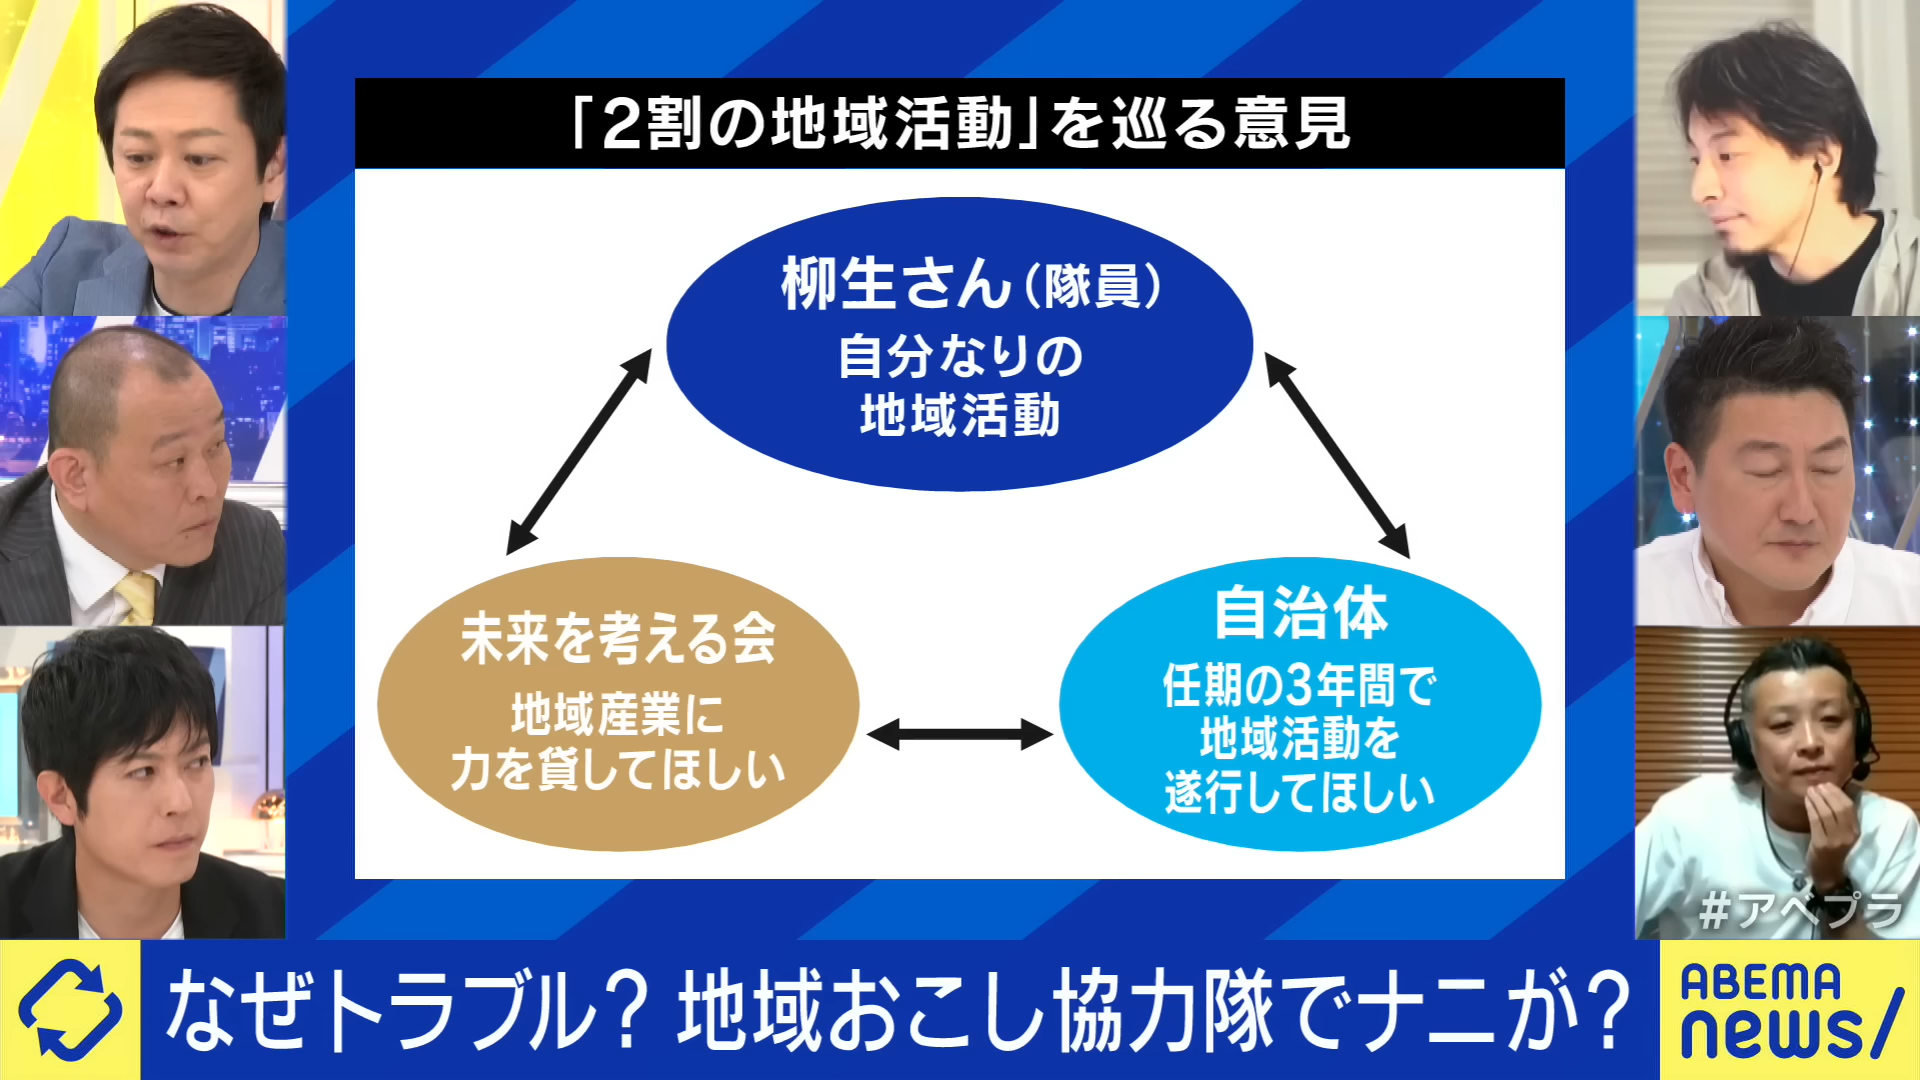 「2割の地域活動」を巡る意見
柳生さん（隊員）
自分なりの
地域活動
未来を考える会
地域産業に
力を貸してほしい
自治体
任期の3年間で
地域活動を
遂行してほしい
#アベプラ
なぜトラブル？ 地域おこし協力隊でナニが？
ABEMA
news/